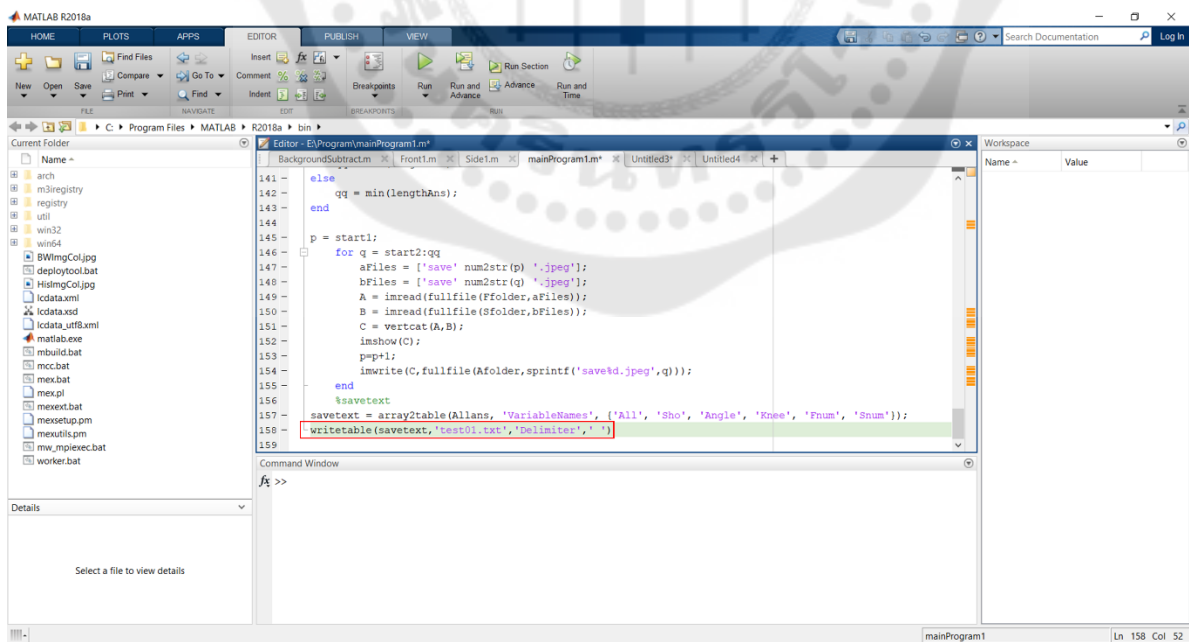 MATLAB R2018a
HOME PLOTS APPS EDITOR PUBLISH VIEW
Search Documentation Log In
New Open Save Find Files Compare Print
Go To Find
Insert fx
Comment %
Indent
Breakpoints Run Run and Advance Run Section Advance Run and Time
FILE NAVIGATE EDIT BREAKPOINTS RUN
C: Program Files MATLAB R2018a bin
Current Folder
Name
arch
m3iregistry
registry
util
win32
win64
BWImgCol.jpg
deploytool.bat
HisImgCol.jpg
lcdata.xml
lcdata.xsd
lcdata_utf8.xml
matlab.exe
mbuild.bat
mcc.bat
mex.bat
mex.pl
mexext.bat
mexsetup.pm
mexutils.pm
mw_mpiexec.bat
worker.bat
Details
Select a file to view details
Editor - E:\Program\mainProgram1.m*
BackgroundSubtract.m Front1.m Side1.m mainProgram1.m* Untitled3* Untitled4 +
141 - else
142 - qq = min(lengthAns);
143 - end
144
145 - p = start1;
146 - for q = start2:qq
147 - aFiles = ['save' num2str(p) '.jpeg'];
148 - bFiles = ['save' num2str(q) '.jpeg'];
149 - A = imread(fullfile(Ffolder,aFiles));
150 - B = imread(fullfile(Sfolder,bFiles));
151 - C = vertcat(A,B);
152 - imshow(C);
153 - p=p+1;
154 - imwrite(C,fullfile(Afolder,sprintf('save%d.jpeg',q)));
155 - end
156 %savetext
157 - savetext = array2table(Allans, 'VariableNames', {'All', 'Sho', 'Angle', 'Knee', 'Fnum', 'Snum'});
158 - writetable(savetext,'test01.txt','Delimiter',' ')
159
Command Window
fx >>
Workspace
Name Value
mainProgram1 Ln 158 Col 52